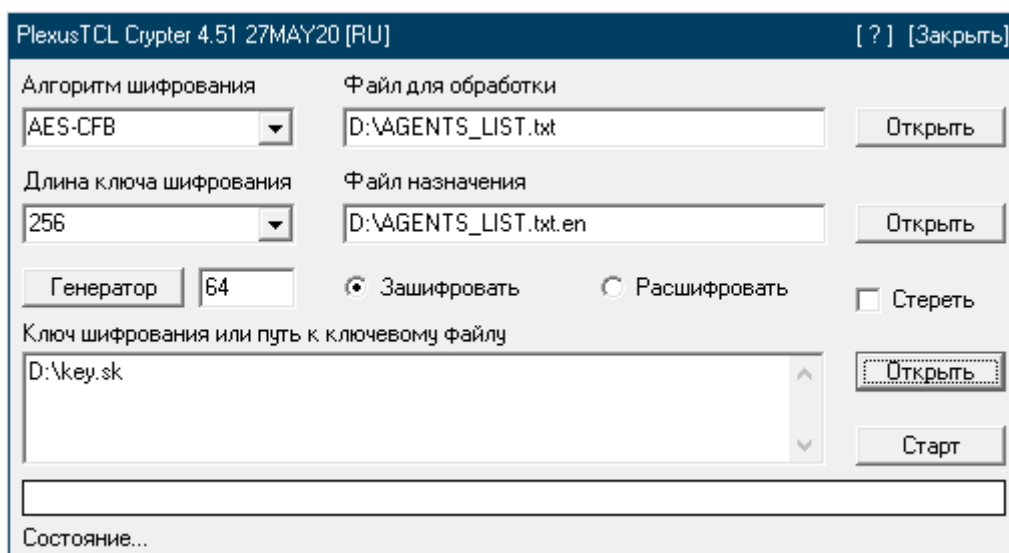 PlexusTCL Crypter 4.51 27MAY20 [RU] [ ? ] [Закрыть]
Алгоритм шифрования Файл для обработки
AES-CFB D:\AGENTS_LIST.txt Открыть
Длина ключа шифрования Файл назначения
256 D:\AGENTS_LIST.txt.en Открыть
Генератор 64 Зашифровать Расшифровать Стереть
Ключ шифрования или путь к ключевому файлу
D:\key.sk Открыть
Старт
Состояние...